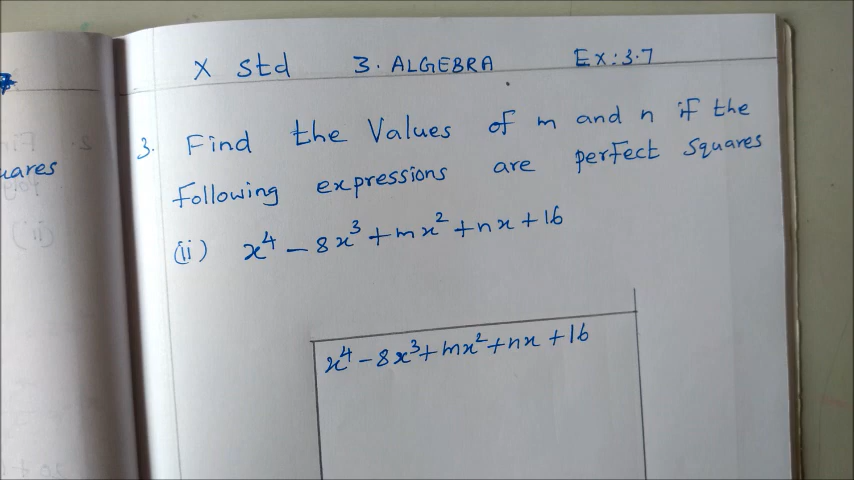 uares
X std 3. ALGEBRA Ex: 3.7
3. Find the Values of m and n if the
following expressions are perfect squares
(ii) x⁴ – 8x³ + mx² + nx + 16
x⁴ – 8x³ + mx² + nx + 16